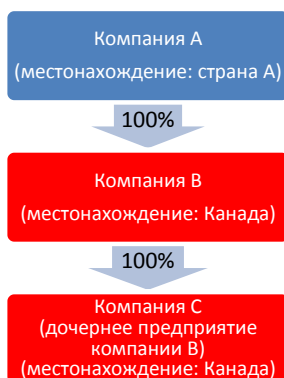 Компания А
(местонахождение: страна А)
100%
Компания В
(местонахождение: Канада)
100%
Компания С
(дочернее предприятие
компании В)
(местонахождение: Канада)